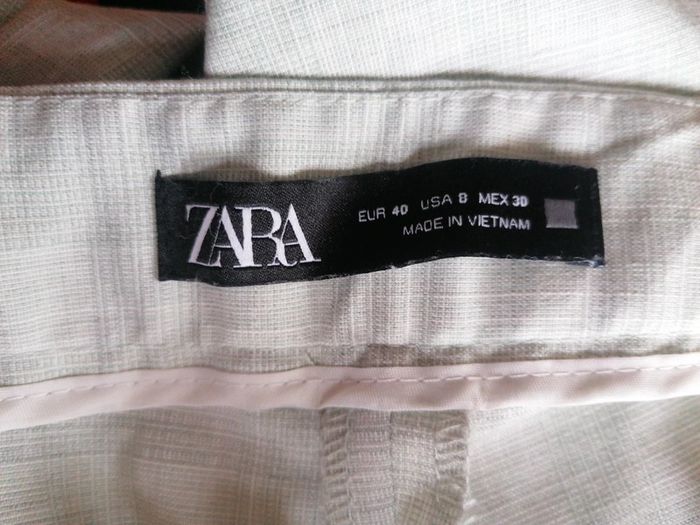 ZARA
EUR 40 USA 8 MEX 30
MADE IN VIETNAM